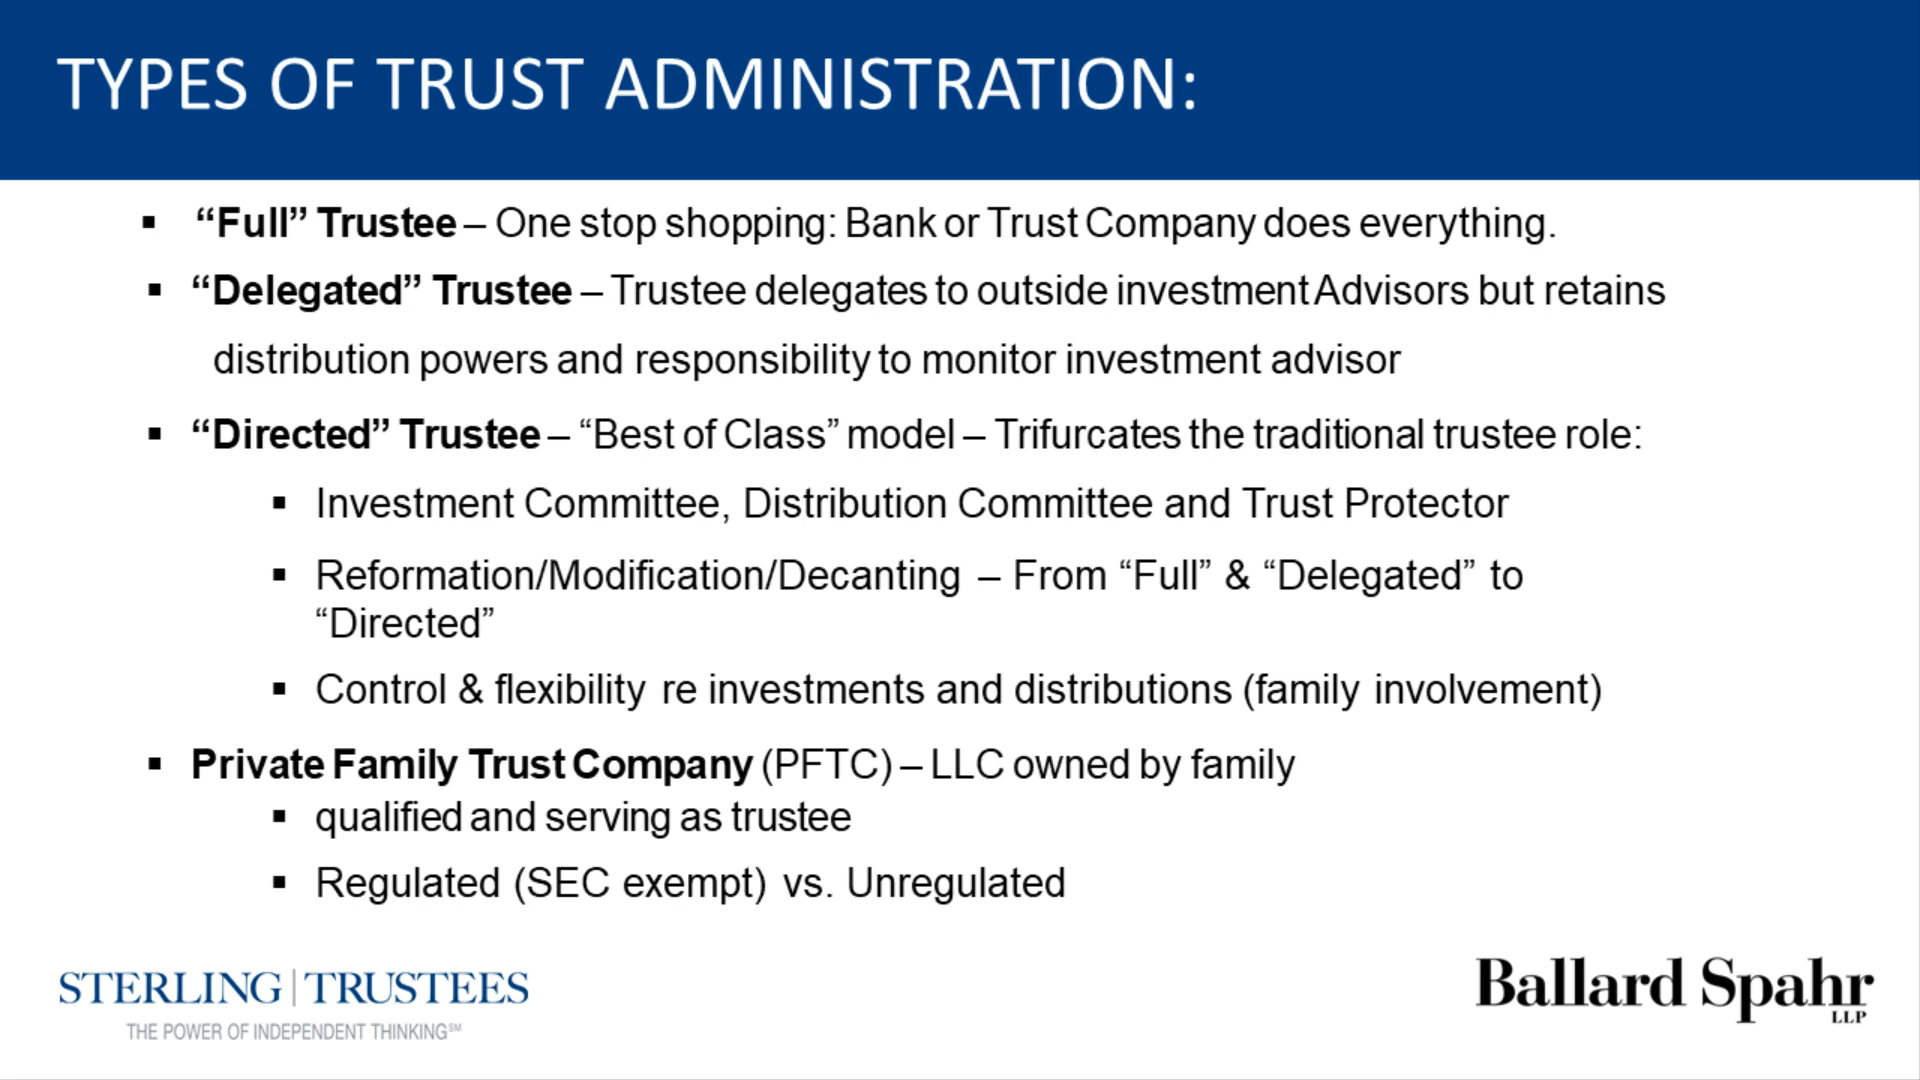 TYPES OF TRUST ADMINISTRATION:
▪ “Full” Trustee – One stop shopping: Bank or Trust Company does everything.
▪ “Delegated” Trustee – Trustee delegates to outside investment Advisors but retains
distribution powers and responsibility to monitor investment advisor
▪ “Directed” Trustee – “Best of Class” model – Trifurcates the traditional trustee role:
▪ Investment Committee, Distribution Committee and Trust Protector
▪ Reformation/Modification/Decanting – From “Full” & “Delegated” to
“Directed”
▪ Control & flexibility re investments and distributions (family involvement)
▪ Private Family Trust Company (PFTC) – LLC owned by family
▪ qualified and serving as trustee
▪ Regulated (SEC exempt) vs. Unregulated
STERLING | TRUSTEES
THE POWER OF INDEPENDENT THINKING℠
Ballard Spahr
LLP